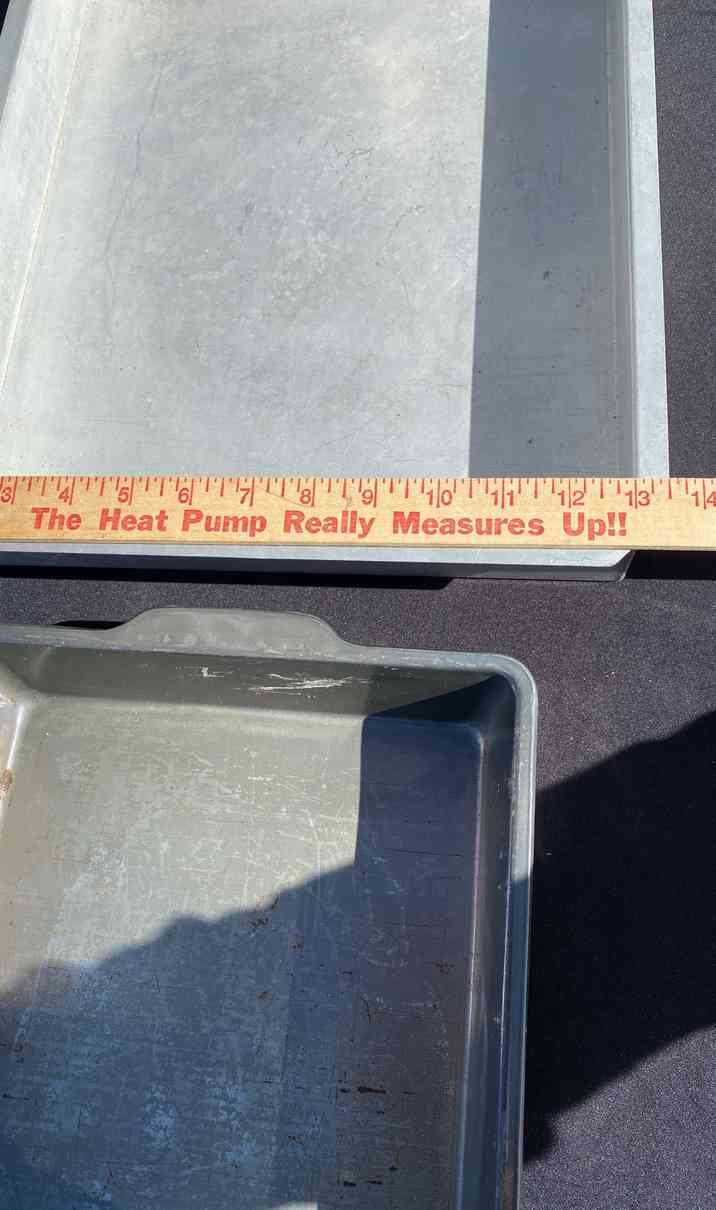 3 4 5 6 7 8 9 10 11 12 13 14
The Heat Pump Really Measures Up!!